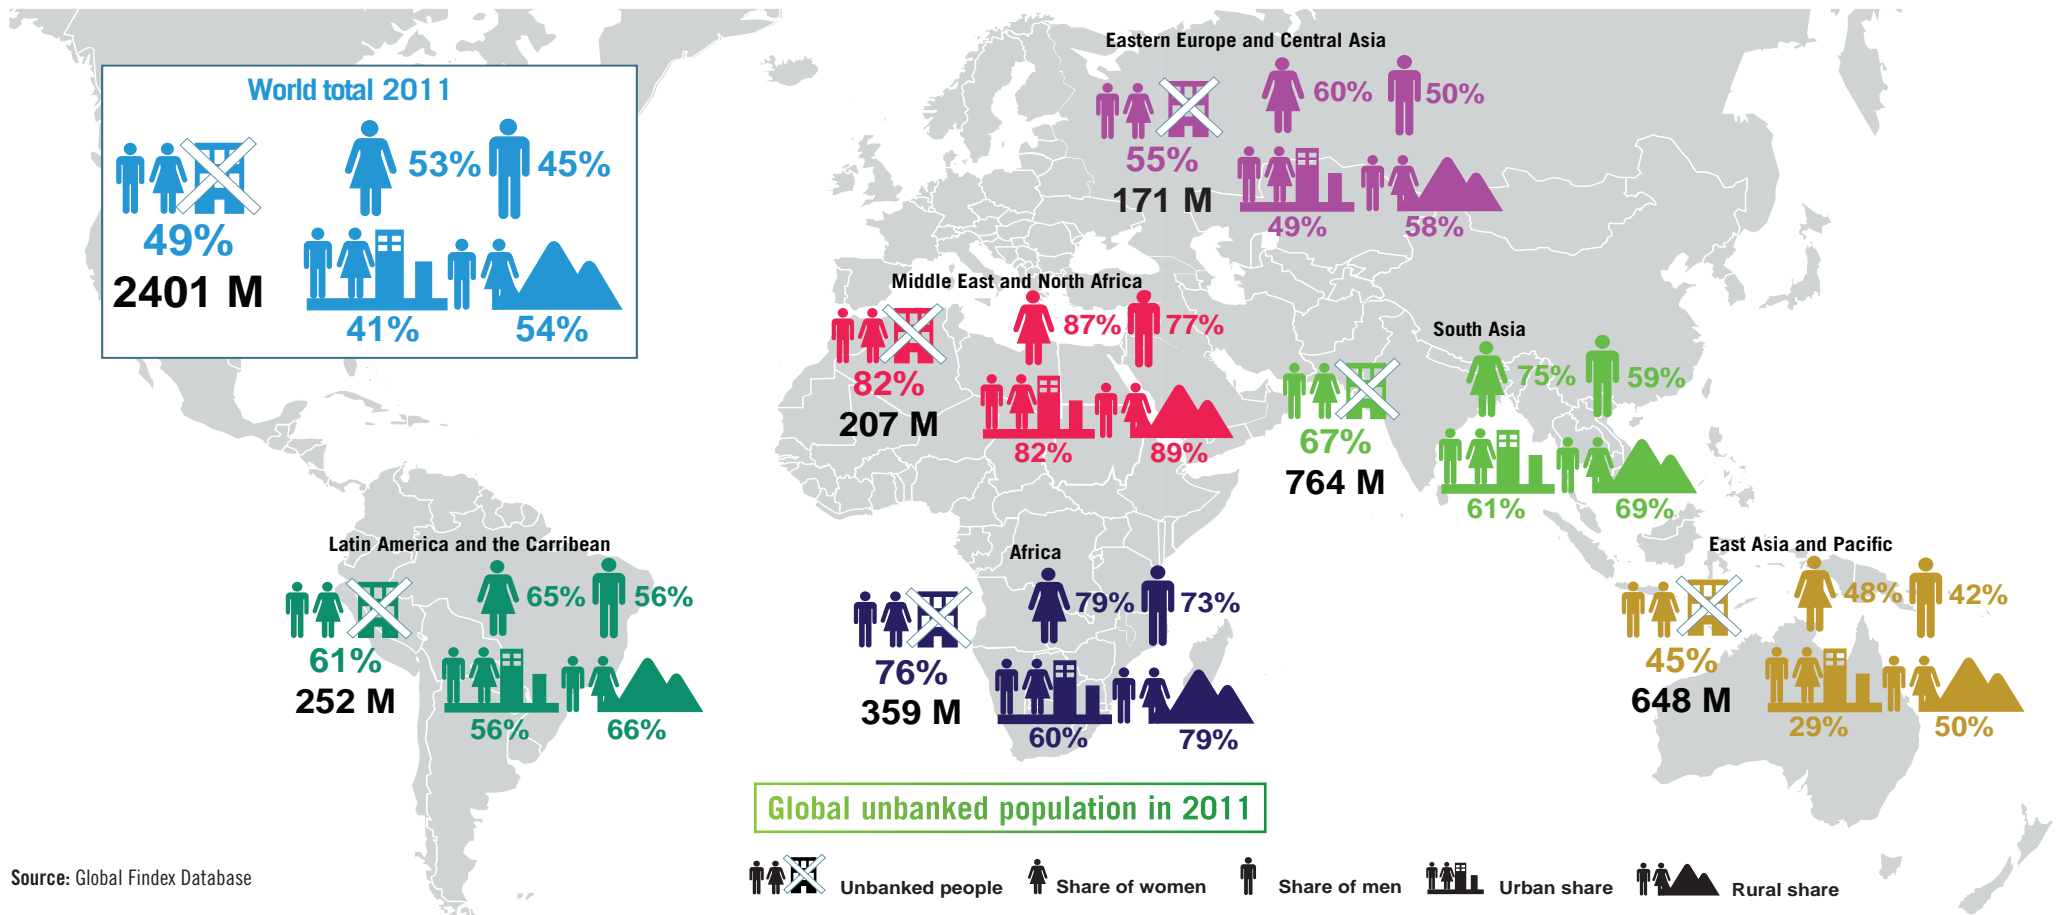 World total 2011
53%
45%
49%
2401 M
41%
54%
Eastern Europe and Central Asia
60%
50%
55%
171 M
49%
58%
Middle East and North Africa
87%
77%
82%
207 M
82%
89%
South Asia
75%
59%
67%
764 M
61%
69%
Latin America and the Carribean
65%
56%
61%
252 M
56%
66%
Africa
79%
73%
76%
359 M
60%
79%
East Asia and Pacific
48%
42%
45%
648 M
29%
50%
Global unbanked population in 2011
Unbanked people
Share of women
Share of men
Urban share
Rural share
Source: Global Findex Database